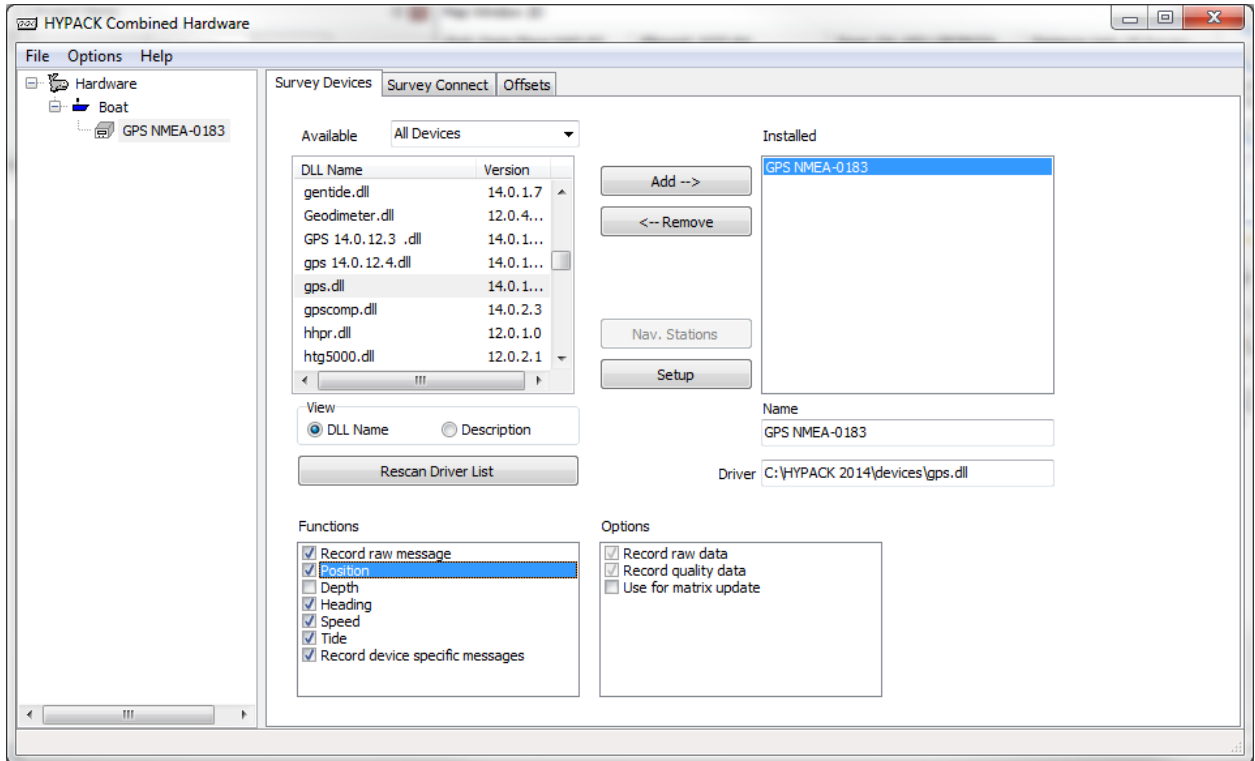 HYPACK Combined Hardware
File Options Help
Hardware
Boat
GPS NMEA-0183
Survey Devices Survey Connect Offsets
Available All Devices
DLL Name Version
gentide.dll 14.0.1.7
Geodimeter.dll 12.0.4...
GPS 14.0.12.3 .dll 14.0.1...
gps 14.0.12.4.dll 14.0.1...
gps.dll 14.0.1...
gpscomp.dll 14.0.2.3
hhpr.dll 12.0.1.0
htg5000.dll 12.0.2.1
View
DLL Name Description
Rescan Driver List
Add -->
<-- Remove
Nav. Stations
Setup
Installed
GPS NMEA-0183
Name
GPS NMEA-0183
Driver C:\HYPACK 2014\devices\gps.dll
Functions
Record raw message
Position
Depth
Heading
Speed
Tide
Record device specific messages
Options
Record raw data
Record quality data
Use for matrix update